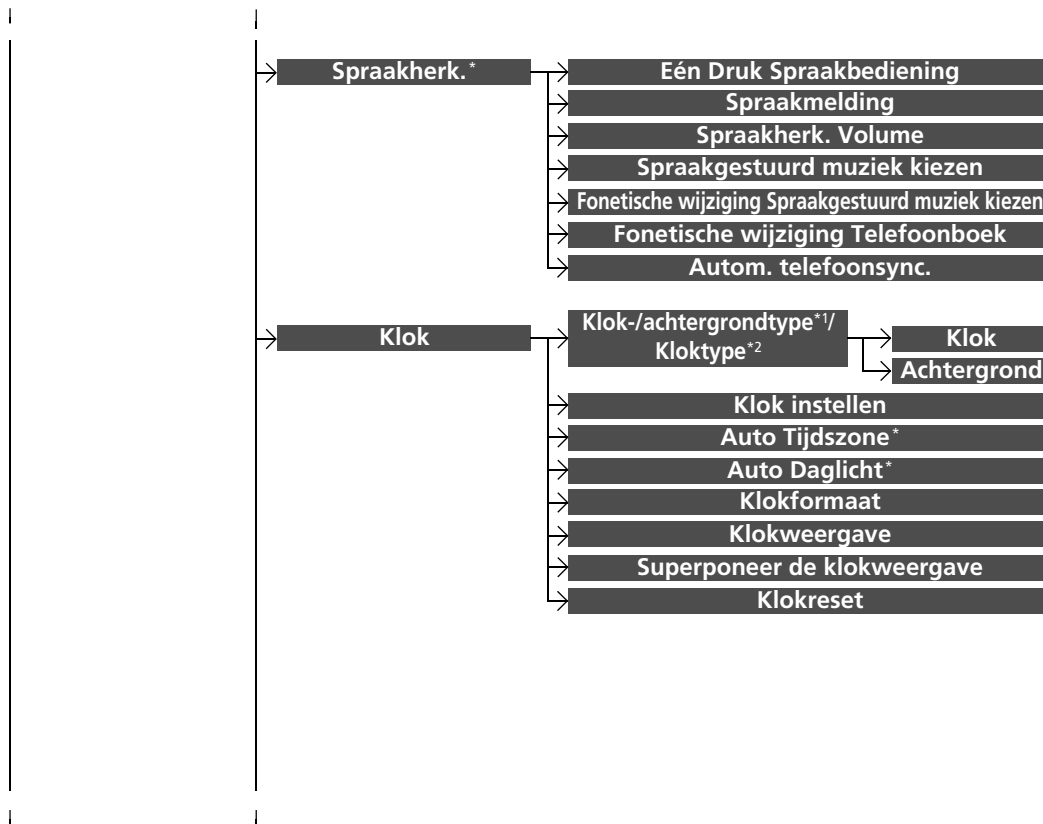 Spraakherk.*
Eén Druk Spraakbediening
Spraakmelding
Spraakherk. Volume
Spraakgestuurd muziek kiezen
Fonetische wijziging Spraakgestuurd muziek kiezen
Fonetische wijziging Telefoonboek
Autom. telefoonsync.
Klok
Klok-/achtergrondtype*1/
Kloktype*2
Klok
Achtergrond
Klok instellen
Auto Tijdszone*
Auto Daglicht*
Klokformaat
Klokweergave
Superponeer de klokweergave
Klokreset